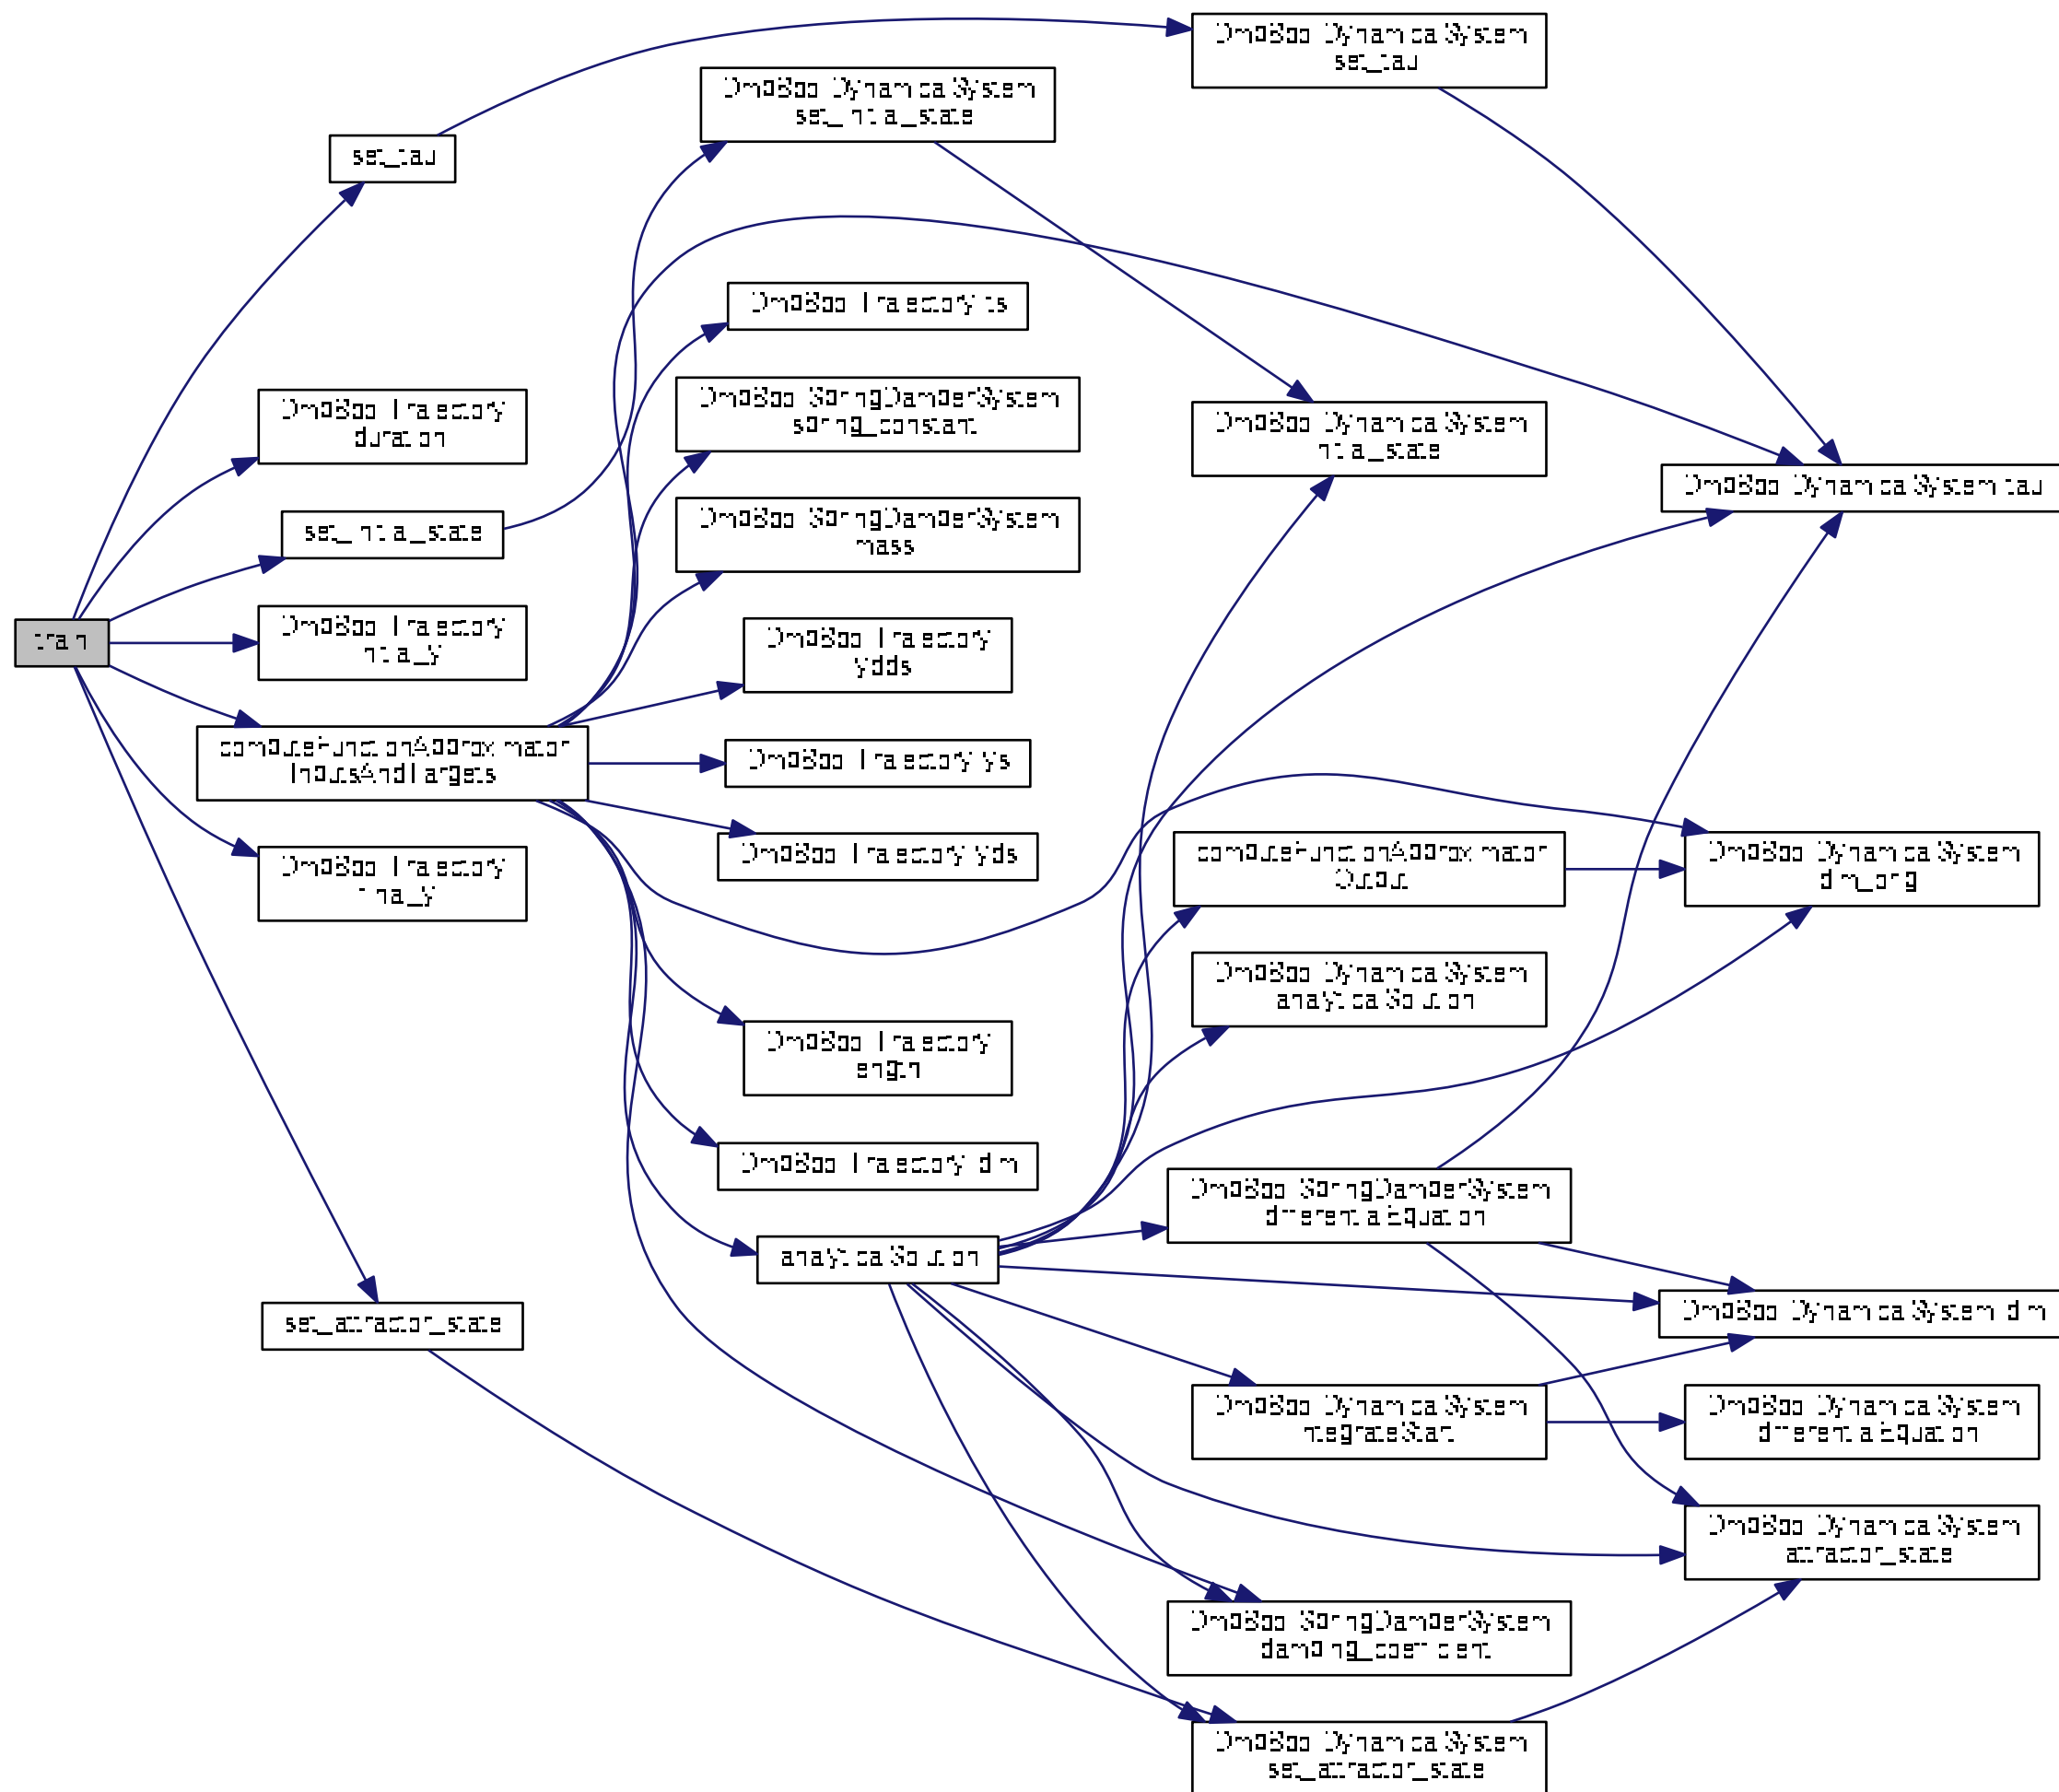 train
set_tau
DmpBbo::Trajectory::
duration
set_initial_state
DmpBbo::Trajectory::
initial_y
computeFunctionApproximator
InputsAndTargets
DmpBbo::Trajectory::
final_y
set_attractor_state
DmpBbo::DynamicalSystem::
set_initial_state
DmpBbo::Trajectory::ts
DmpBbo::SpringDamperSystem::
spring_constant
DmpBbo::SpringDamperSystem::
mass
DmpBbo::Trajectory::
ydds
DmpBbo::Trajectory::ys
DmpBbo::Trajectory::yds
DmpBbo::Trajectory::
length
DmpBbo::Trajectory::dim
analyticalSolution
DmpBbo::DynamicalSystem::
set_tau
DmpBbo::DynamicalSystem::
initial_state
computeFunctionApproximator
Output
DmpBbo::DynamicalSystem::
analyticalSolution
DmpBbo::SpringDamperSystem::
differentialEquation
DmpBbo::DynamicalSystem::
integrateStart
DmpBbo::SpringDamperSystem::
damping_coefficient
DmpBbo::DynamicalSystem::
set_attractor_state
DmpBbo::DynamicalSystem::tau
DmpBbo::DynamicalSystem::
dim_orig
DmpBbo::DynamicalSystem::dim
DmpBbo::DynamicalSystem::
differentialEquation
DmpBbo::DynamicalSystem::
attractor_state